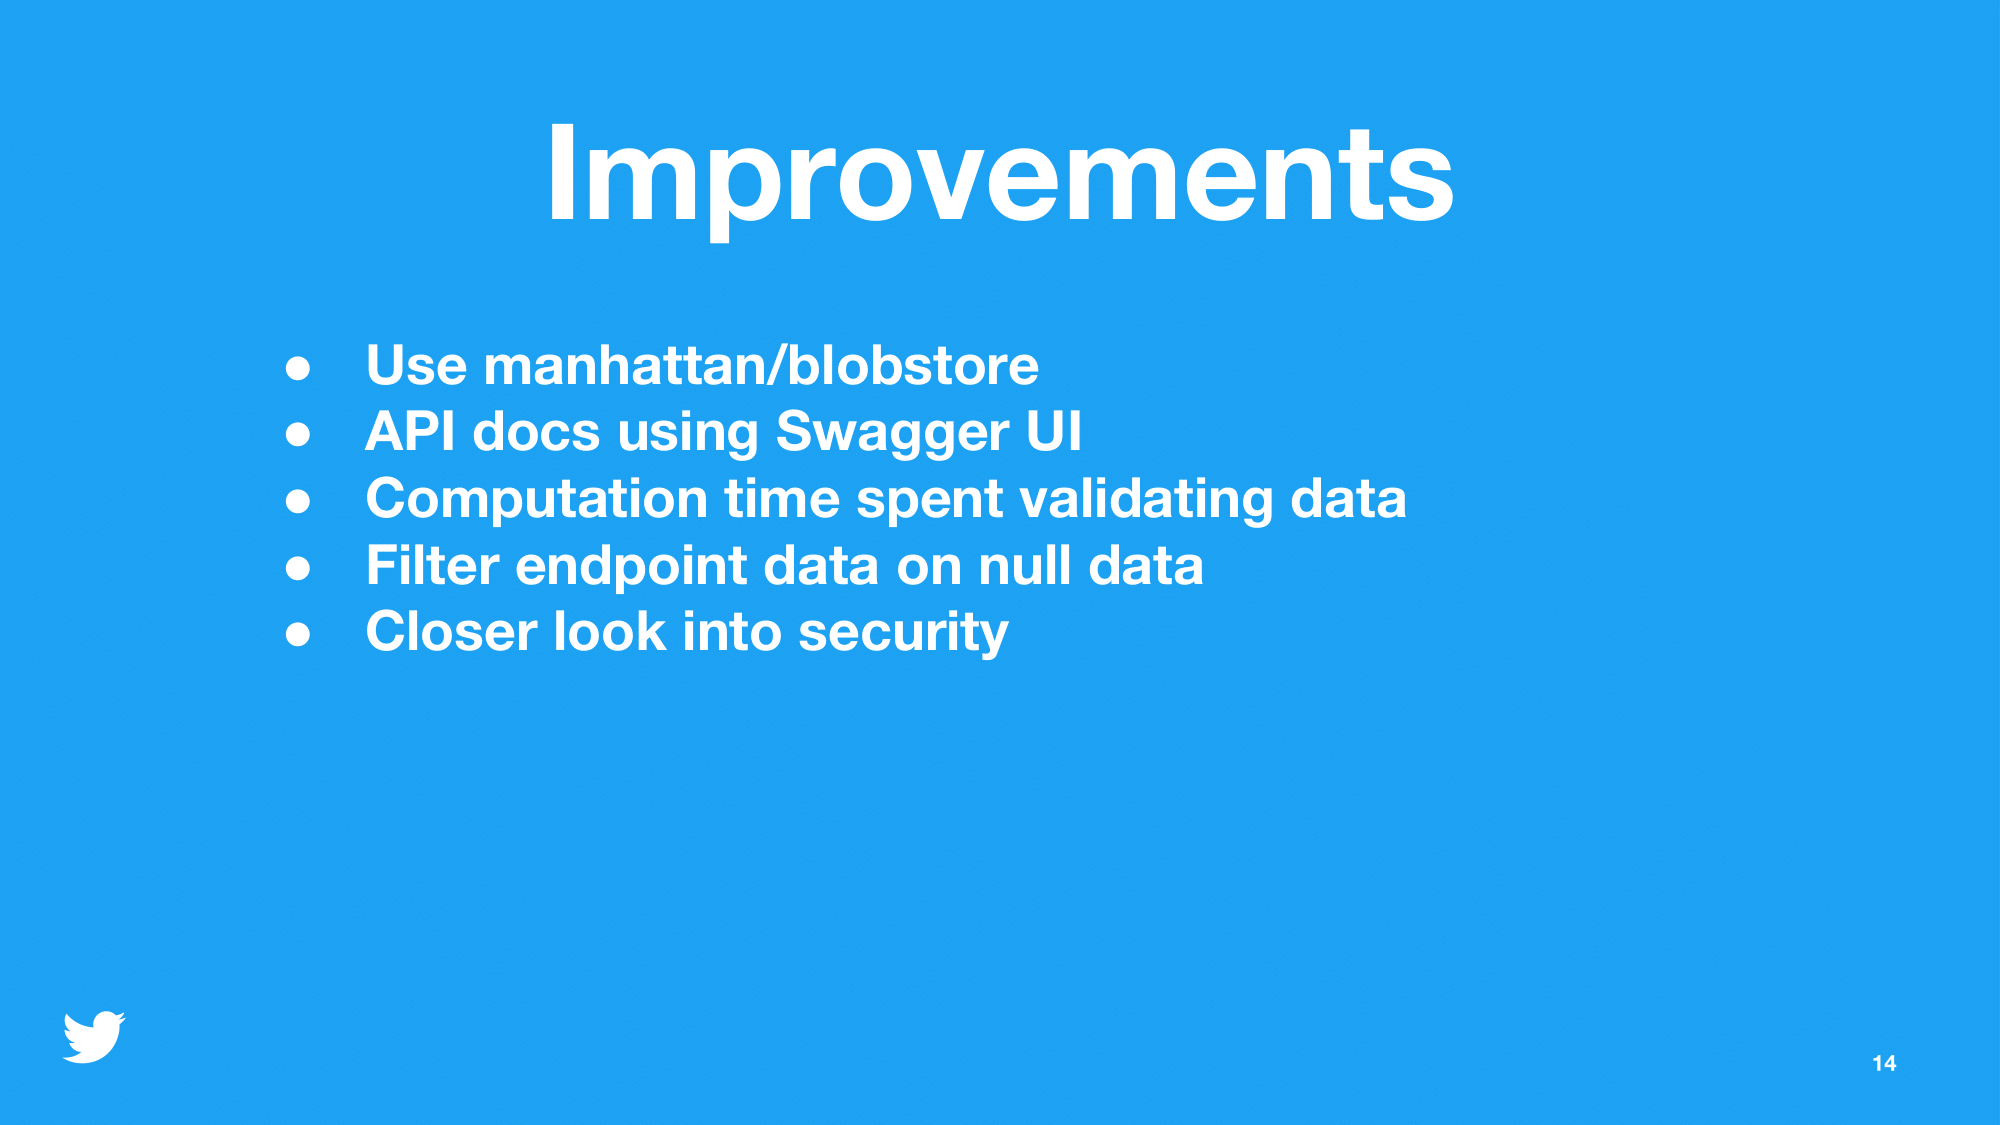 Improvements
● Use manhattan/blobstore
● API docs using Swagger UI
● Computation time spent validating data
● Filter endpoint data on null data
● Closer look into security
14